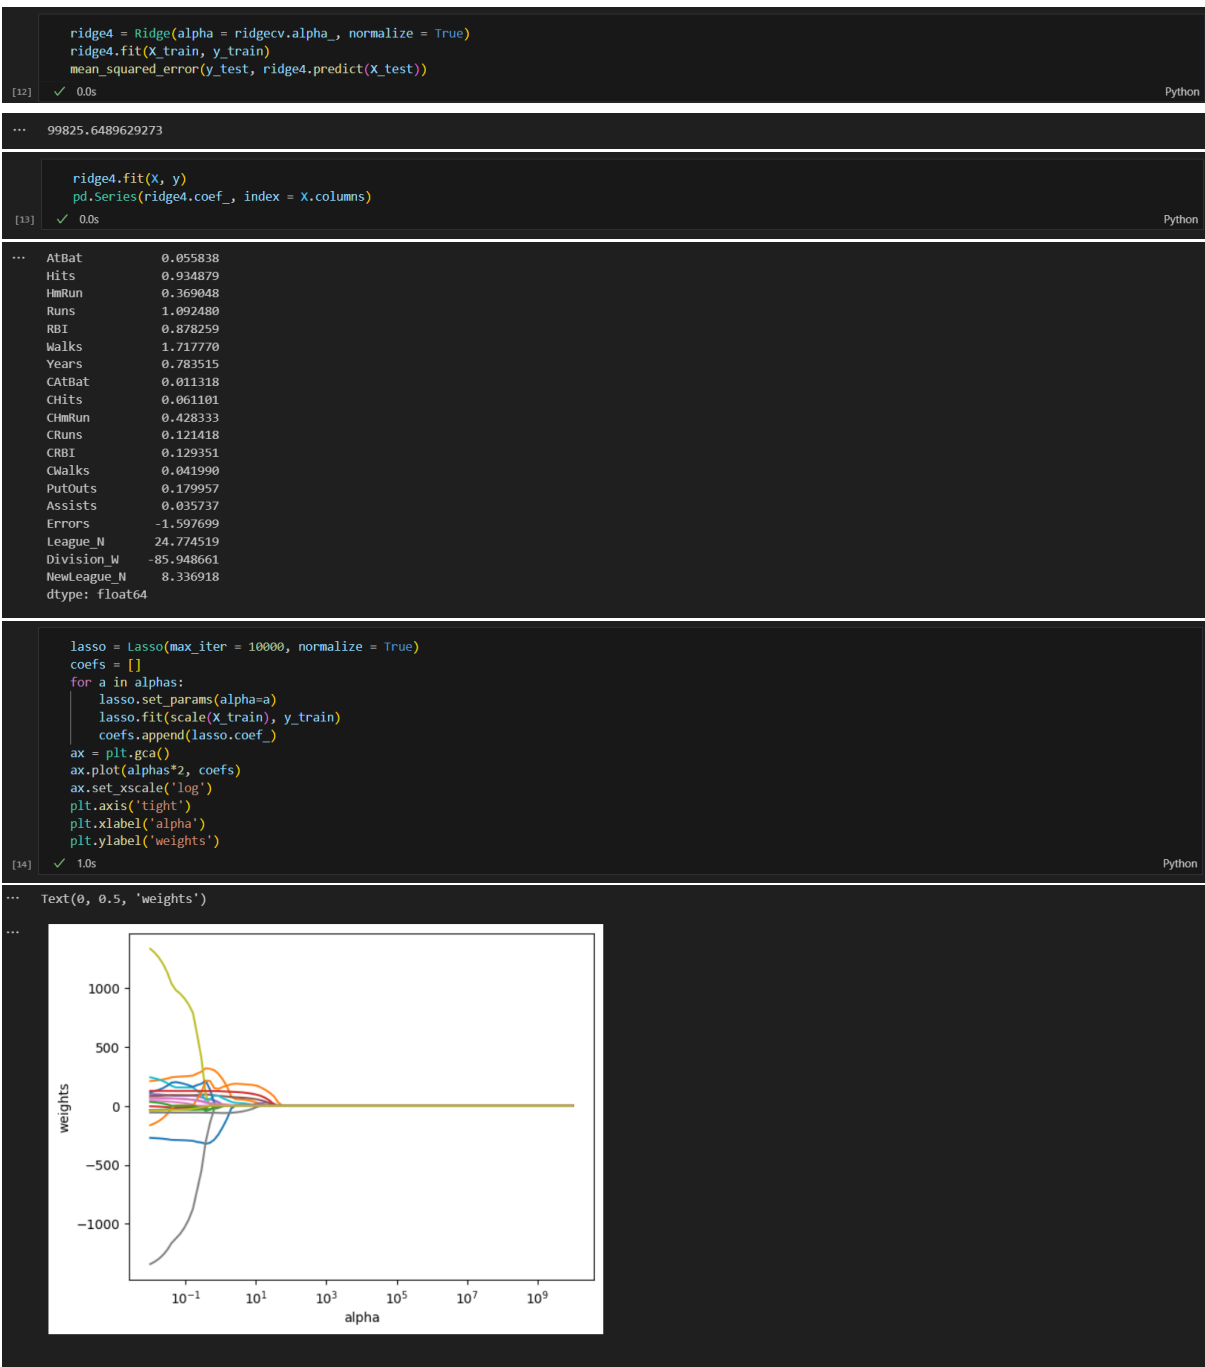 ridge4 = Ridge(alpha = ridgecv.alpha_, normalize = True)
ridge4.fit(X_train, y_train)
mean_squared_error(y_test, ridge4.predict(X_test))
[12] ✓ 0.0s Python
... 99825.6489629273
ridge4.fit(X, y)
pd.Series(ridge4.coef_, index = X.columns)
[13] ✓ 0.0s Python
... AtBat 0.055838
Hits 0.934879
HmRun 0.369048
Runs 1.092480
RBI 0.878259
Walks 1.717770
Years 0.783515
CAtBat 0.011318
CHits 0.061101
CHmRun 0.428333
CRuns 0.121418
CRBI 0.129351
CWalks 0.041990
PutOuts 0.179957
Assists 0.035737
Errors -1.597699
League_N 24.774519
Division_W -85.948661
NewLeague_N 8.336918
dtype: float64
lasso = Lasso(max_iter = 10000, normalize = True)
coefs = []
for a in alphas:
    lasso.set_params(alpha=a)
    lasso.fit(scale(X_train), y_train)
    coefs.append(lasso.coef_)
ax = plt.gca()
ax.plot(alphas*2, coefs)
ax.set_xscale('log')
plt.axis('tight')
plt.xlabel('alpha')
plt.ylabel('weights')
[14] ✓ 1.0s Python
... Text(0, 0.5, 'weights')
...
1000
500
0
−500
−1000
weights
10⁻¹ 10¹ 10³ 10⁵ 10⁷ 10⁹
alpha